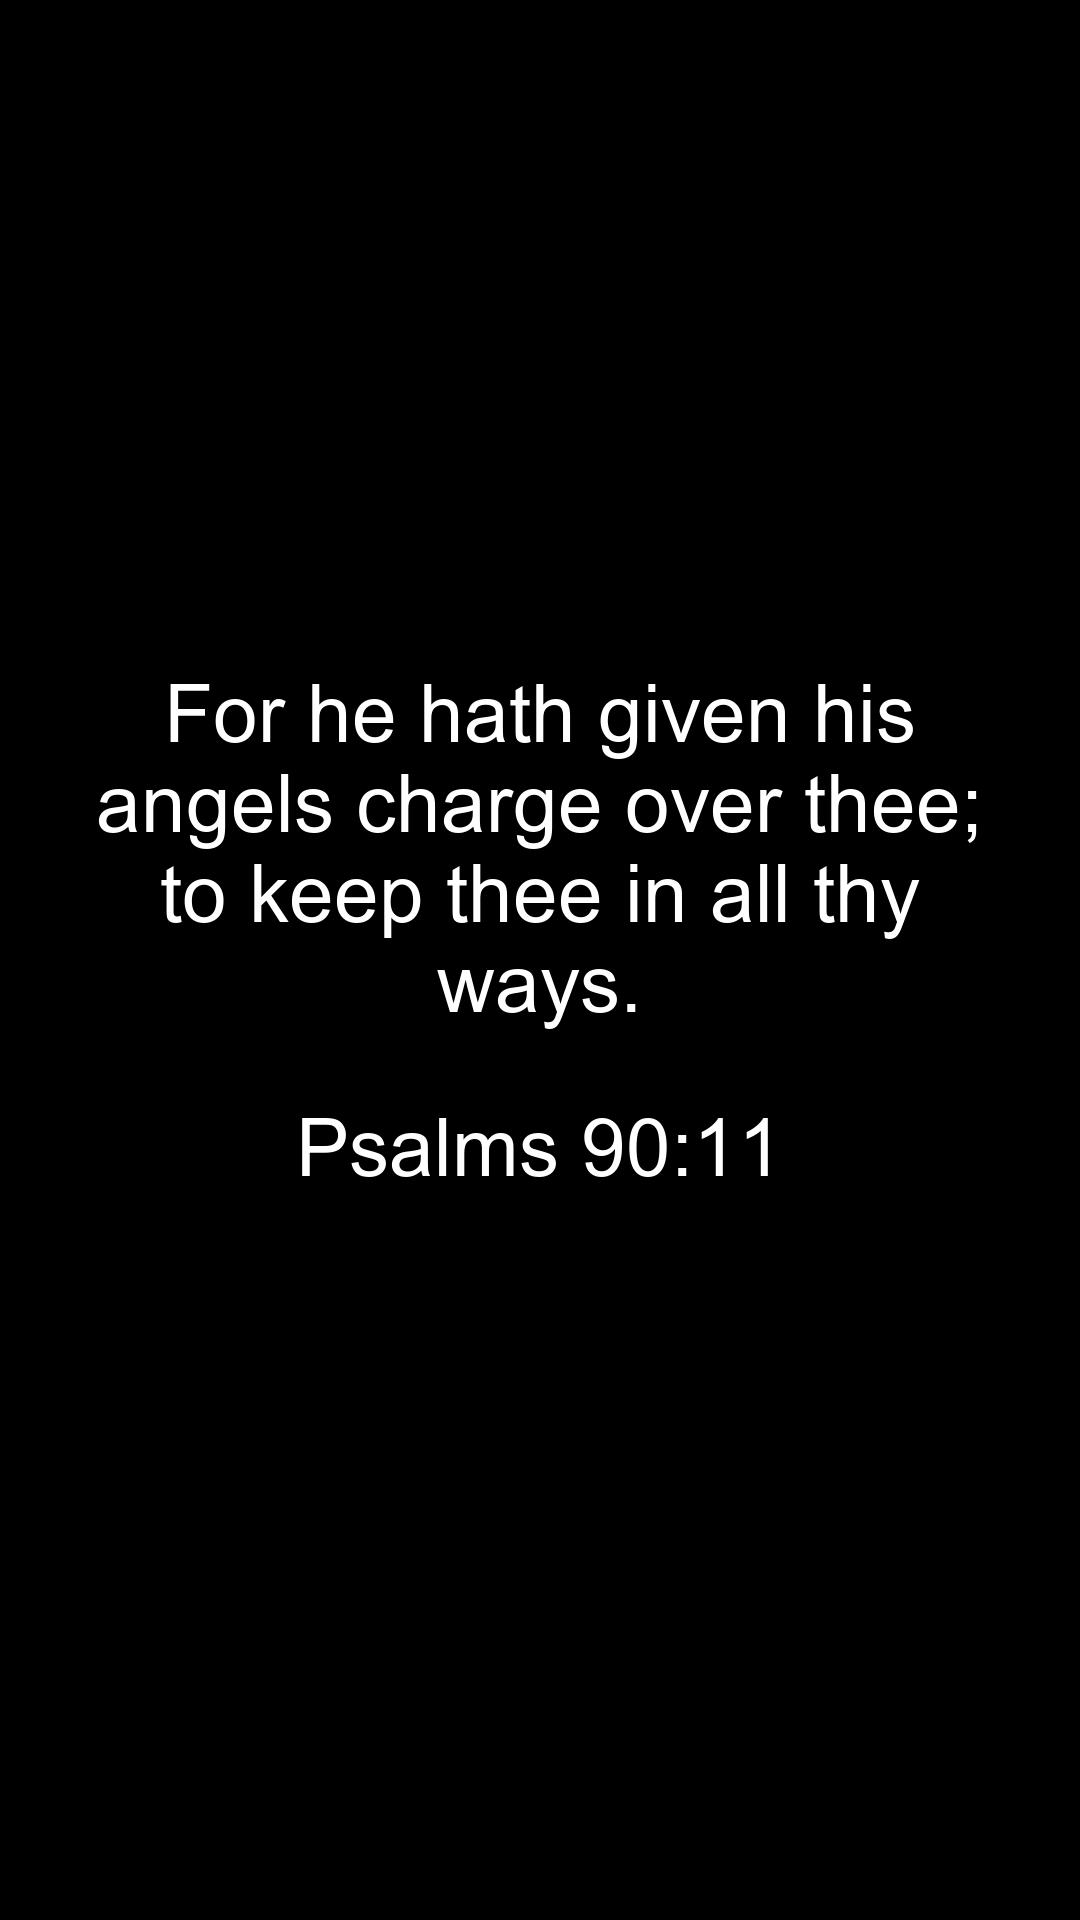 For he hath given his
angels charge over thee;
to keep thee in all thy
ways.
Psalms 90:11